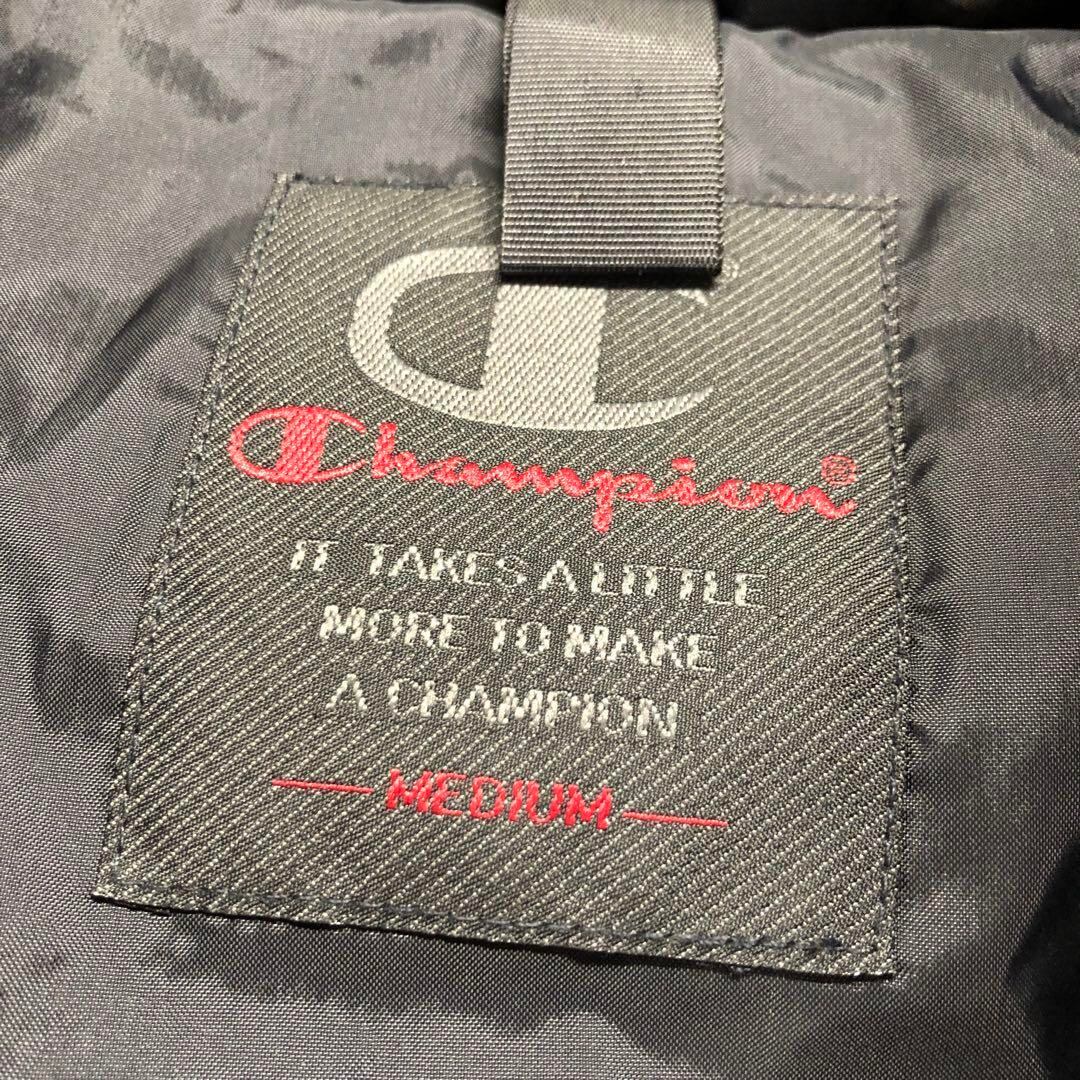 C
Champion®
IT TAKES A LITTLE
MORE TO MAKE
A CHAMPION
MEDIUM